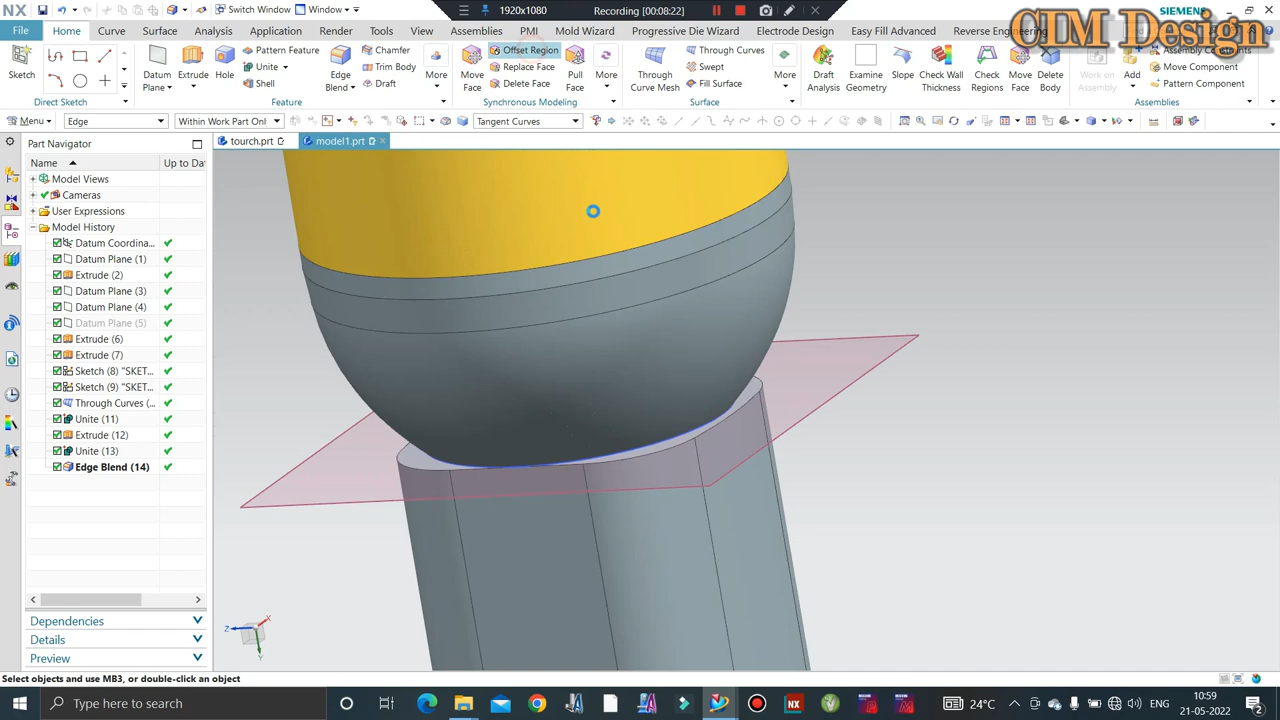 NX
Switch Window
Window
1920x1080
Recording [00:08:22]
SIEMENS
CIM Design
File
Home
Curve
Surface
Analysis
Application
Render
Tools
View
Assemblies
PMI
Mold Wizard
Progressive Die Wizard
Electrode Design
Easy Fill Advanced
Reverse Engineering
Sketch
Direct Sketch
Datum Plane
Extrude
Hole
Pattern Feature
Unite
Shell
Edge Blend
Chamfer
Trim Body
Draft
More
Feature
Move Face
Offset Region
Replace Face
Delete Face
Pull Face
More
Synchronous Modeling
Through Curve Mesh
Through Curves
Swept
Fill Surface
More
Surface
Draft Analysis
Examine Geometry
Slope
Check Wall Thickness
Check Regions
Move Face
Delete Body
Work on Assembly
Add
Assembly Constraints
Move Component
Pattern Component
Assemblies
Menu
Edge
Within Work Part Only
Tangent Curves
tourch.prt
model1.prt
Part Navigator
Name
Up to Da
Model Views
Cameras
User Expressions
Model History
Datum Coordina...
Datum Plane (1)
Extrude (2)
Datum Plane (3)
Datum Plane (4)
Datum Plane (5)
Extrude (6)
Extrude (7)
Sketch (8) "SKET...
Sketch (9) "SKET...
Through Curves (...
Unite (11)
Extrude (12)
Unite (13)
Edge Blend (14)
Dependencies
Details
Preview
X
Z
Y
Select objects and use MB3, or double-click an object
Type here to search
24°C
ENG
10:59
21-05-2022
2